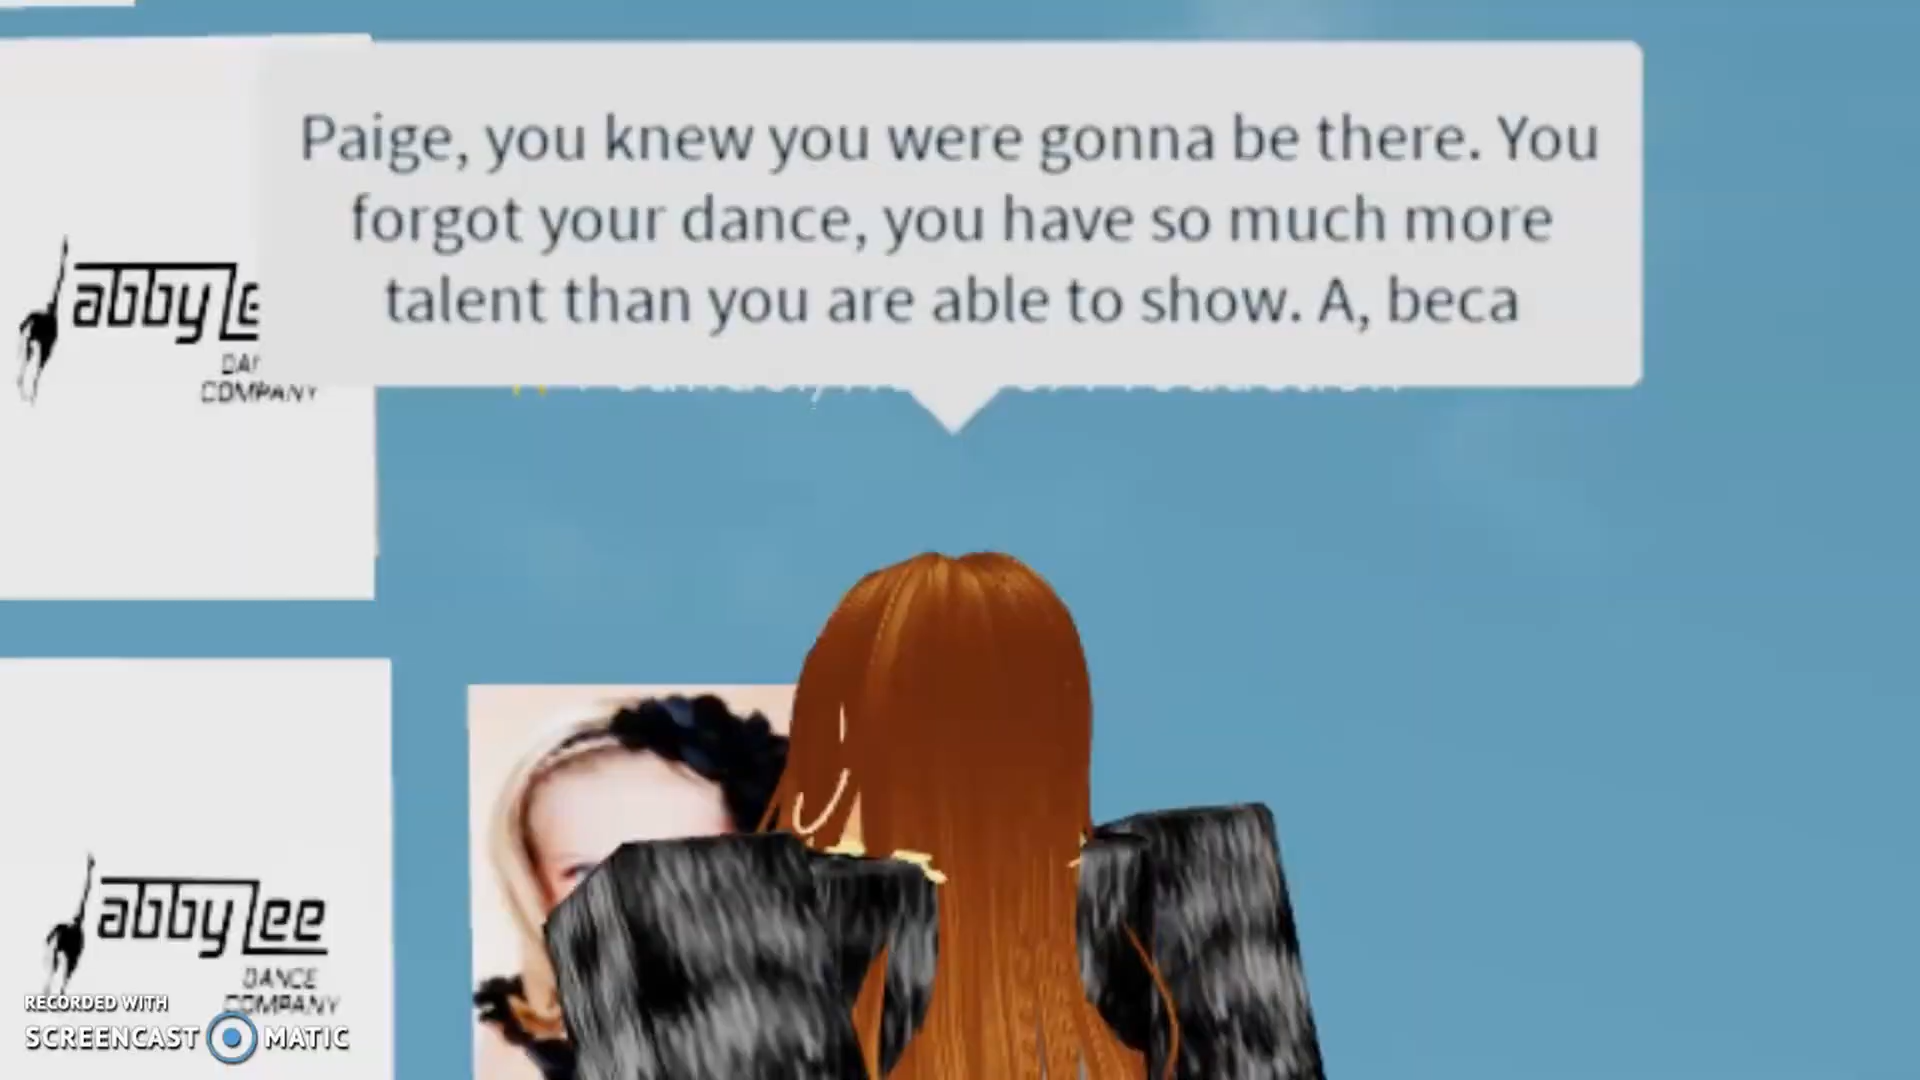 Paige, you knew you were gonna be there. You
forgot your dance, you have so much more
talent than you are able to show. A, beca
abby Le
COMPANY
abby Lee
DANCE
COMPANY
RECORDED WITH
SCREENCAST MATIC